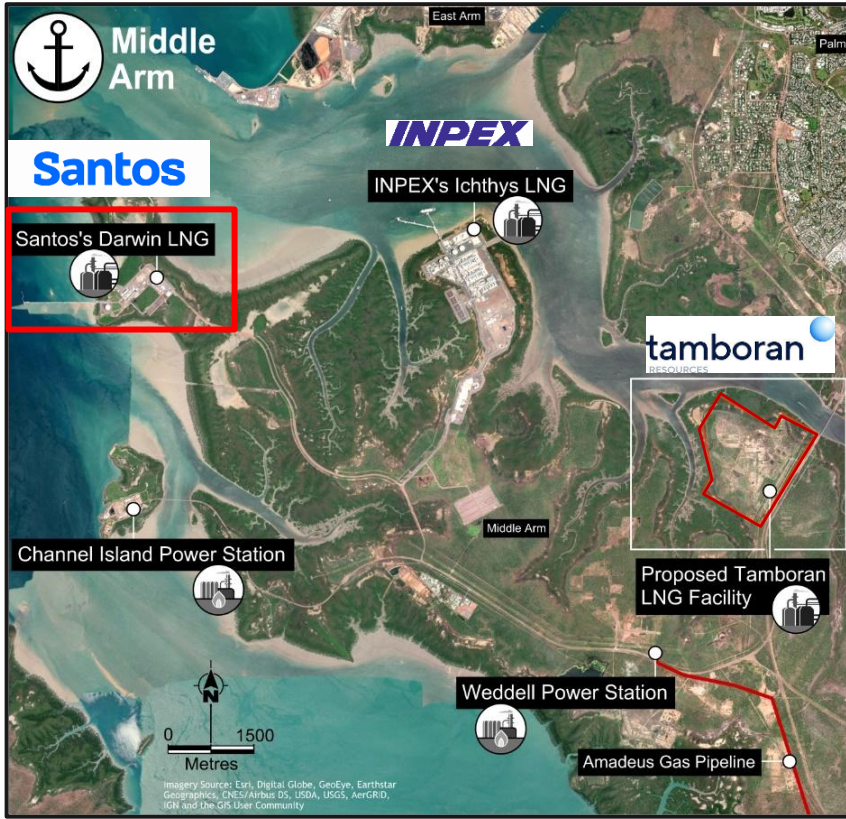 East Arm
Middle
Arm
Palm
INPEX
Santos
INPEX's Ichthys LNG
Santos's Darwin LNG
tamboran
RESOURCES
Middle Arm
Channel Island Power Station
Proposed Tamboran
LNG Facility
Weddell Power Station
N
0 1500
Metres
Amadeus Gas Pipeline
Imagery Source: Esri, Digital Globe, GeoEye, Earthstar
Geographics, CNES/Airbus DS, USDA, USGS, AerGRID,
IGN and the GIS User Community